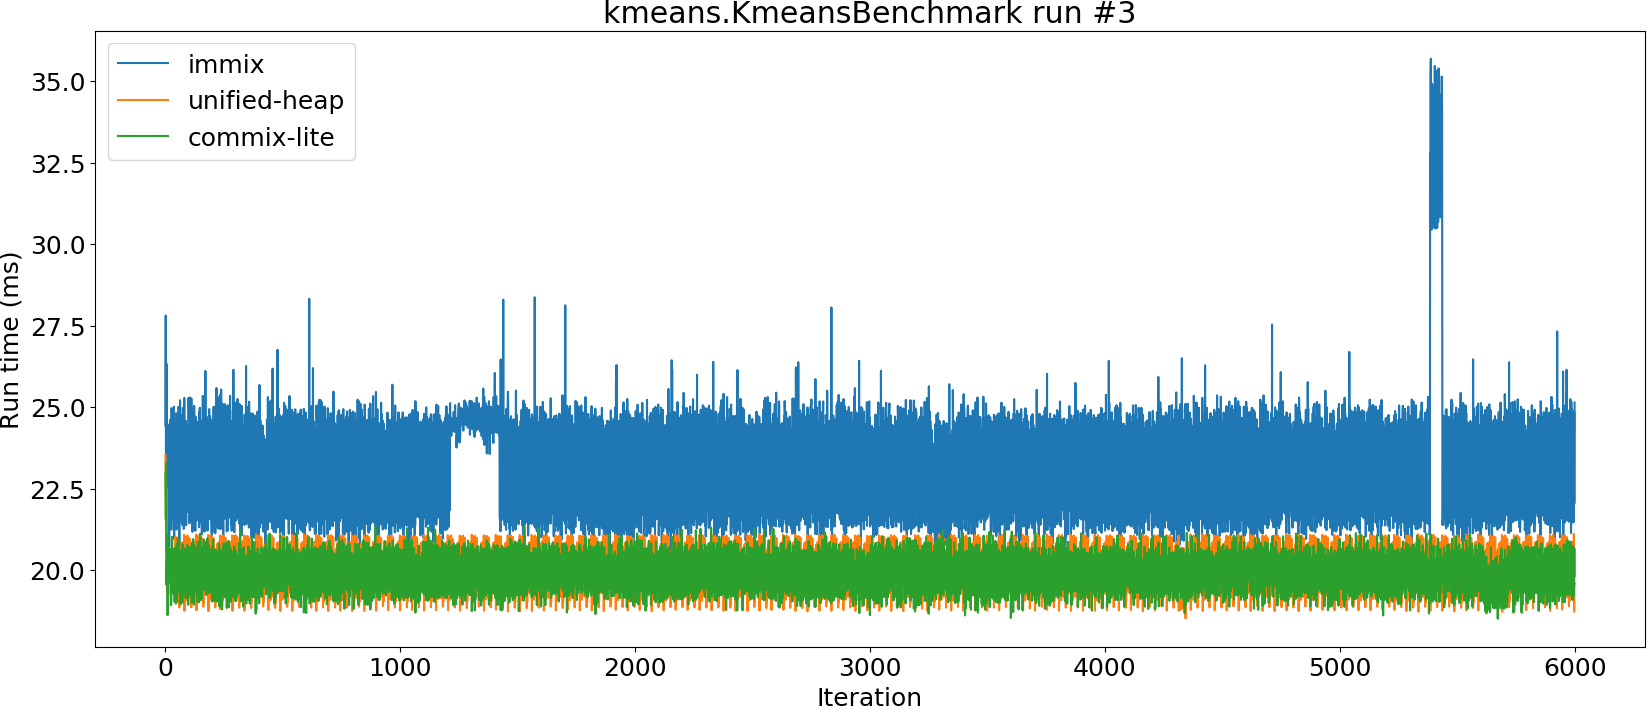 kmeans.KmeansBenchmark run #3
immix
unified-heap
commix-lite
35.0
32.5
30.0
27.5
25.0
22.5
20.0
Run time (ms)
0 1000 2000 3000 4000 5000 6000
Iteration